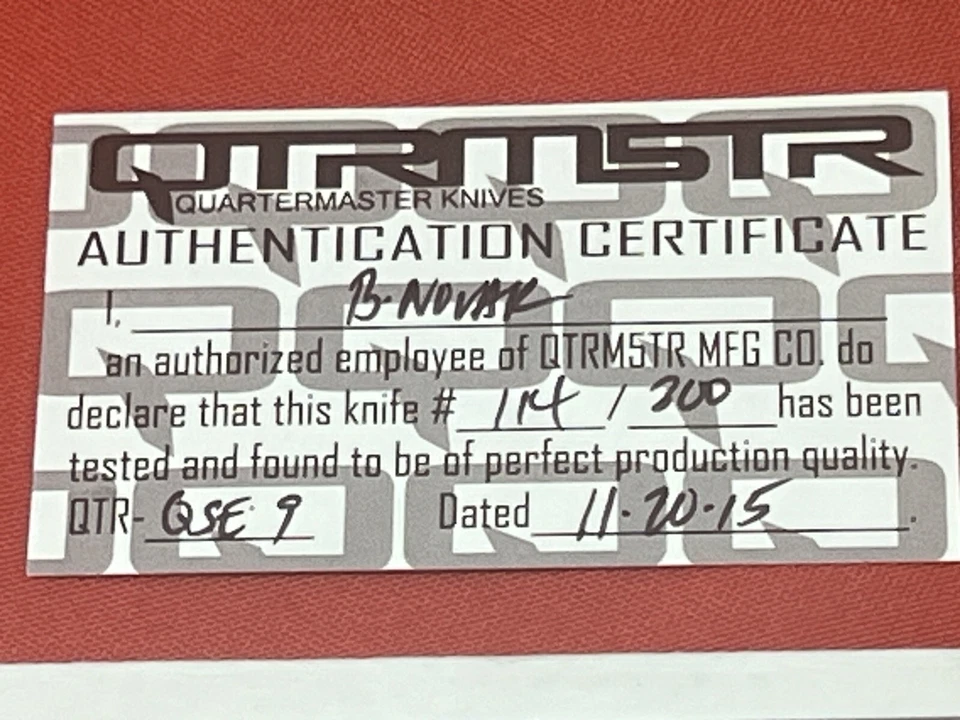 QTRMSTR
QUARTERMASTER KNIVES
AUTHENTICATION CERTIFICATE
I, B. NOVAK
an authorized employee of QTRMSTR MFG CO. do
declare that this knife # 114 / 200 has been
tested and found to be of perfect production quality.
QTR- QSE 9 Dated 11-20-15.